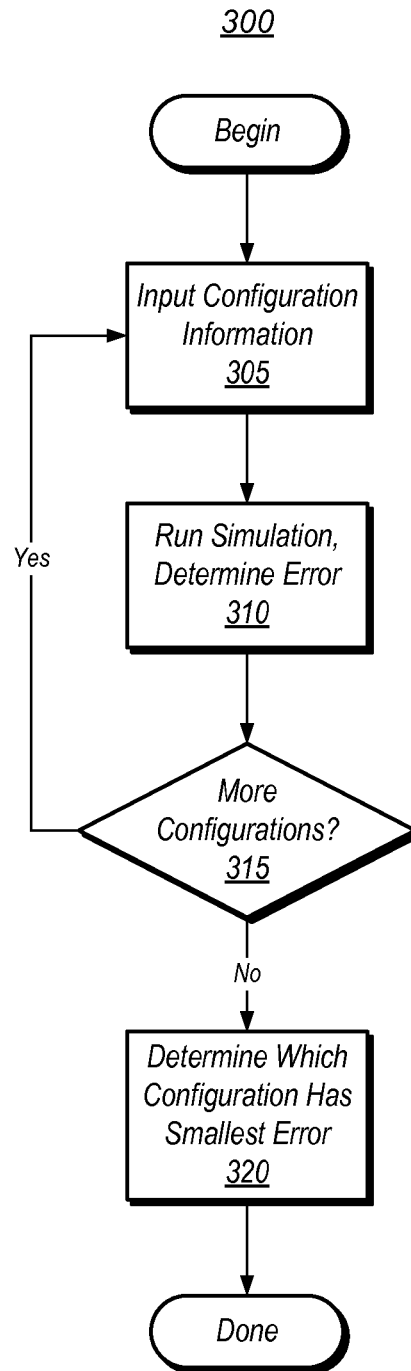 300
Begin
Input Configuration
Information
305
Run Simulation,
Determine Error
310
Yes
More
Configurations?
315
No
Determine Which
Configuration Has
Smallest Error
320
Done